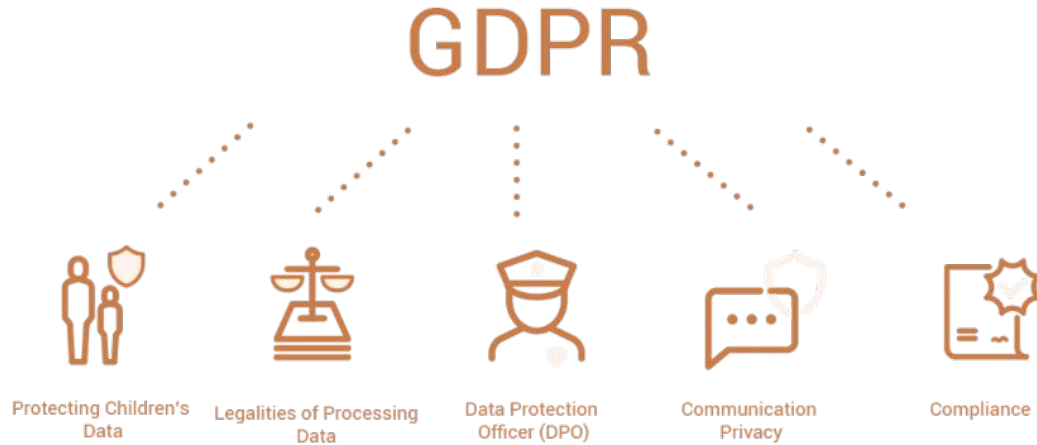 GDPR
Protecting Children's
Data
Legalities of Processing
Data
Data Protection
Officer (DPO)
Communication
Privacy
Compliance